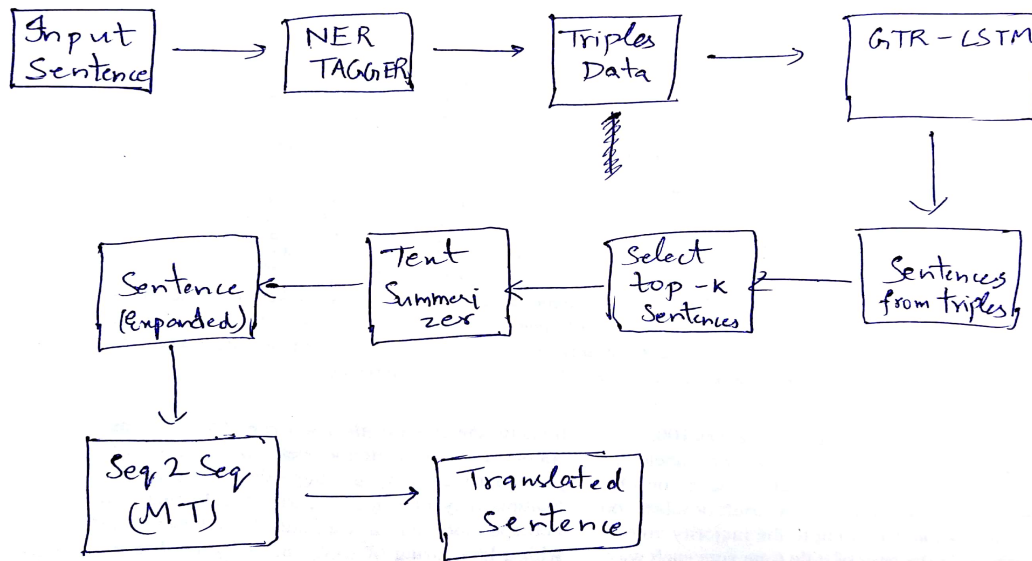 Input
Sentence
NER
TAGGER
Triples
Data
GTR-LSTM
Sentences
from triples
Select
top-K
Sentences
Text
Summeri
zer
Sentence
(Expanded)
Seq 2 Seq
(MT)
Translated
Sentence